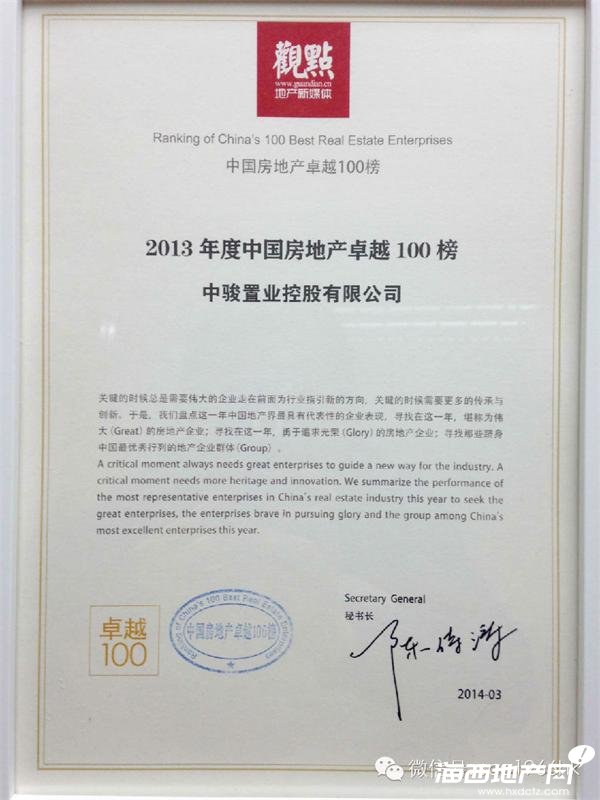 觀點
www.guandian.cn
地产新媒体
Ranking of China's 100 Best Real Estate Enterprises
中国房地产卓越100榜
2013 年度中国房地产卓越 100 榜
中骏置业控股有限公司
关键的时候总是需要伟大的企业走在前面为行业指引新的方向，关键的时候需要更多的传承与
创新。于是，我们盘点这一年中国地产界最具有代表性的企业表现，寻找在这一年，堪称为伟
大 (Great) 的房地产企业；寻找在这一年，勇于追求光荣 (Glory) 的房地产企业；寻找那些跻身
中国最优秀行列的地产企业群体 (Group) 。
A critical moment always needs great enterprises to guide a new way for the industry. A
critical moment needs more heritage and innovation. We summarize the performance of
the most representative enterprises in China's real estate industry this year to seek the
great enterprises, the enterprises brave in pursuing glory and the group among China's
most excellent enterprises this year.
卓越
100
Ranking of China's 100 Best Real Estate Enterprises
中国房地产卓越100榜
Secretary General
秘书长
2014-03
微信号
海西地产网
www.hxdctz.com